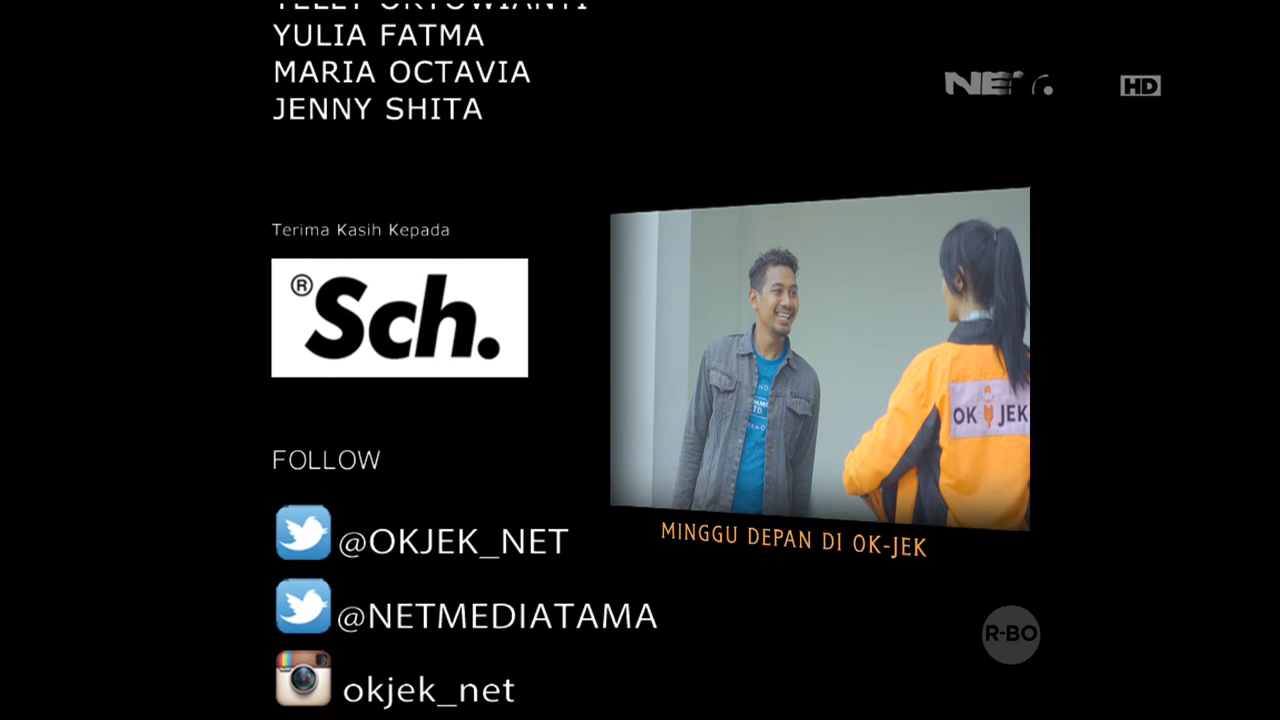 YULIA FATMA
MARIA OCTAVIA
JENNY SHITA
HD
Terima Kasih Kepada
®Sch.
OK JEK
FOLLOW
@OKJEK_NET
MINGGU DEPAN DI OK-JEK
@NETMEDIATAMA
R-BO
okjek_net